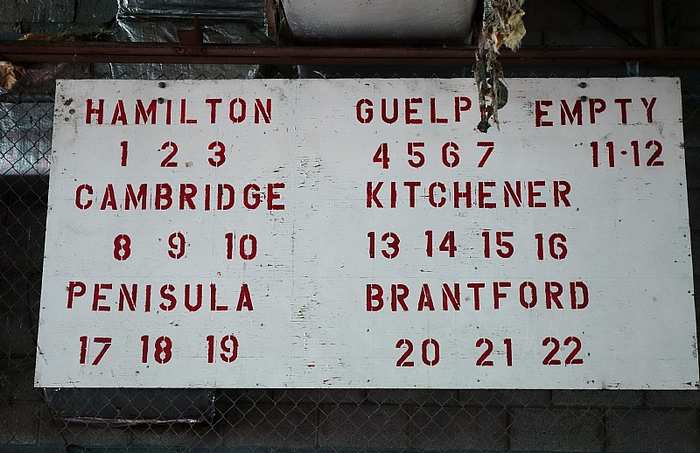 HAMILTON GUELP EMPTY
1 2 3 4 5 6 7 11-12
CAMBRIDGE KITCHENER
8 9 10 13 14 15 16
PENISULA BRANTFORD
17 18 19 20 21 22